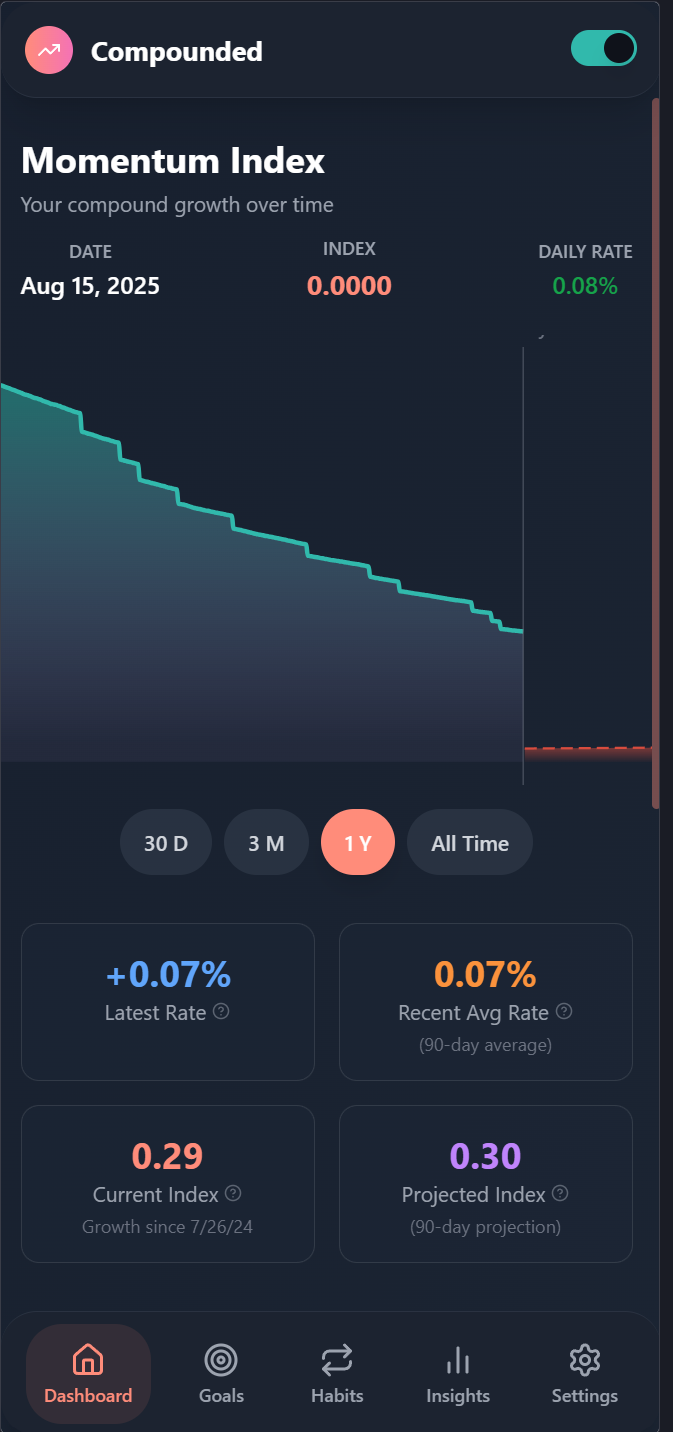 Compounded
Momentum Index
Your compound growth over time
DATE
INDEX
DAILY RATE
Aug 15, 2025
0.0000
0.08%
30 D
3 M
1 Y
All Time
+0.07%
Latest Rate
0.07%
Recent Avg Rate
(90-day average)
0.29
Current Index
Growth since 7/26/24
0.30
Projected Index
(90-day projection)
Dashboard
Goals
Habits
Insights
Settings